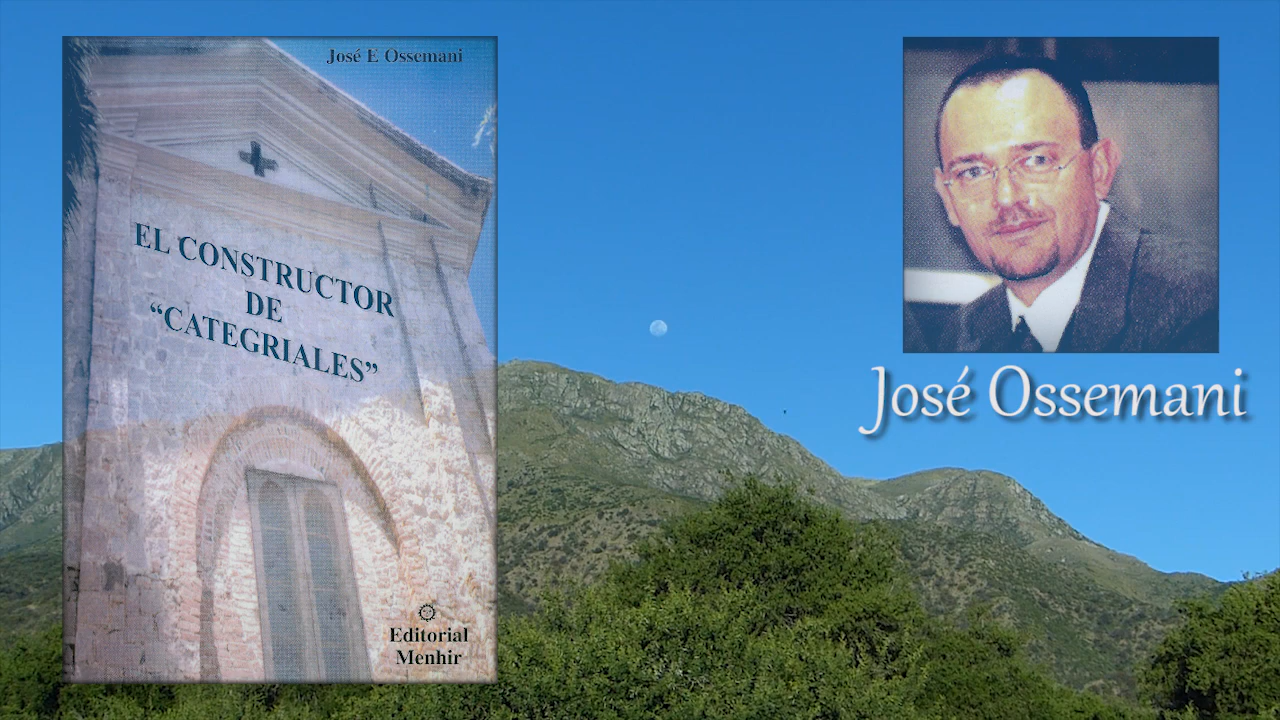 José E Ossemani
EL CONSTRUCTOR
DE
“CATEGRIALES”
Editorial
Menhir
José Ossemani